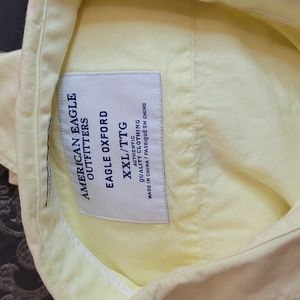 AMERICAN EAGLE
OUTFITTERS
EAGLE OXFORD
XXL/TTG
AUTHENTIC
QUALITY CLOTHING
MADE IN CHINA / FABRIQUÉ EN CHINE